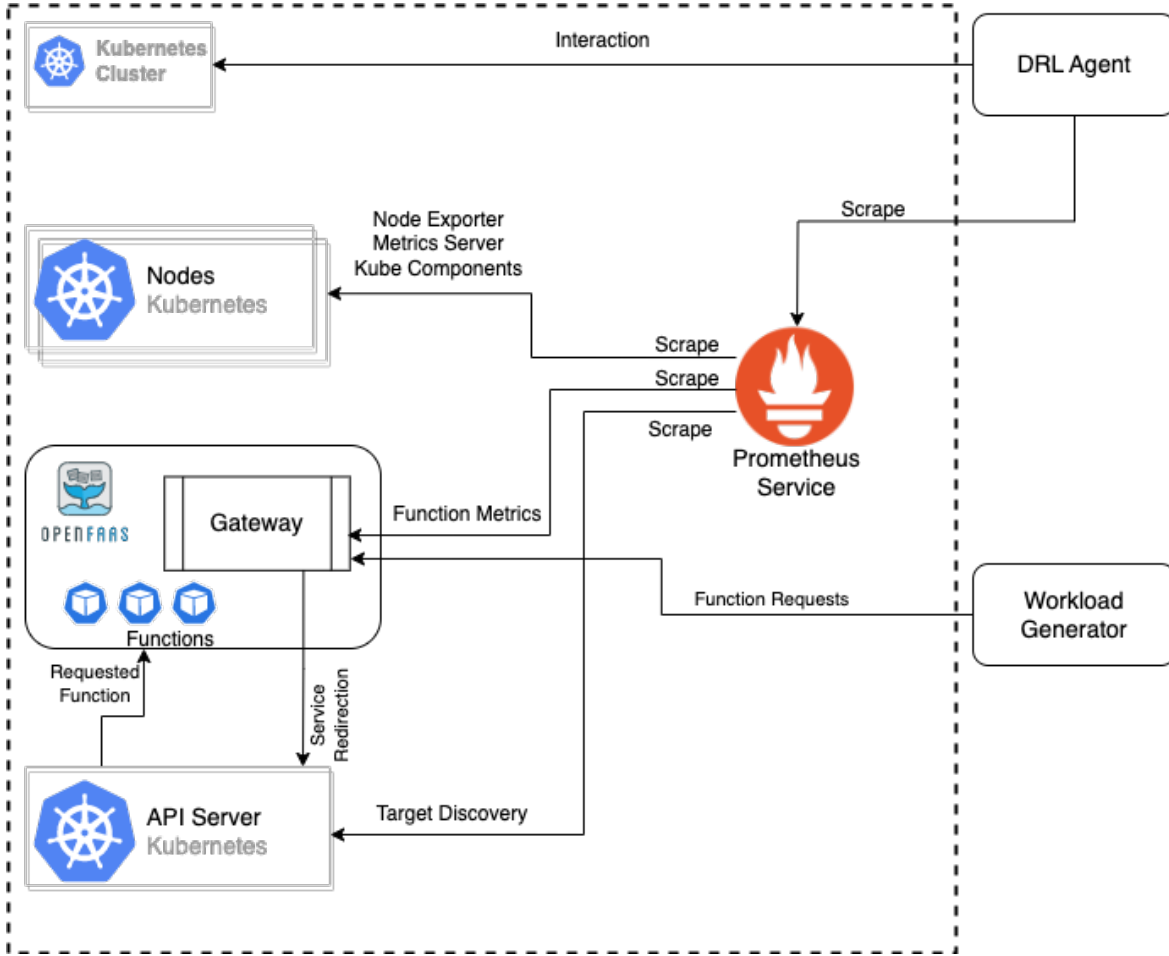 Kubernetes
Cluster
Interaction
DRL Agent
Scrape
Node Exporter
Metrics Server
Kube Components
Nodes
Kubernetes
Scrape
Scrape
Scrape
Prometheus
Service
OPENFAAS
Gateway
Function Metrics
Functions
Function Requests
Workload
Generator
Requested
Function
Service
Redirection
API Server
Kubernetes
Target Discovery